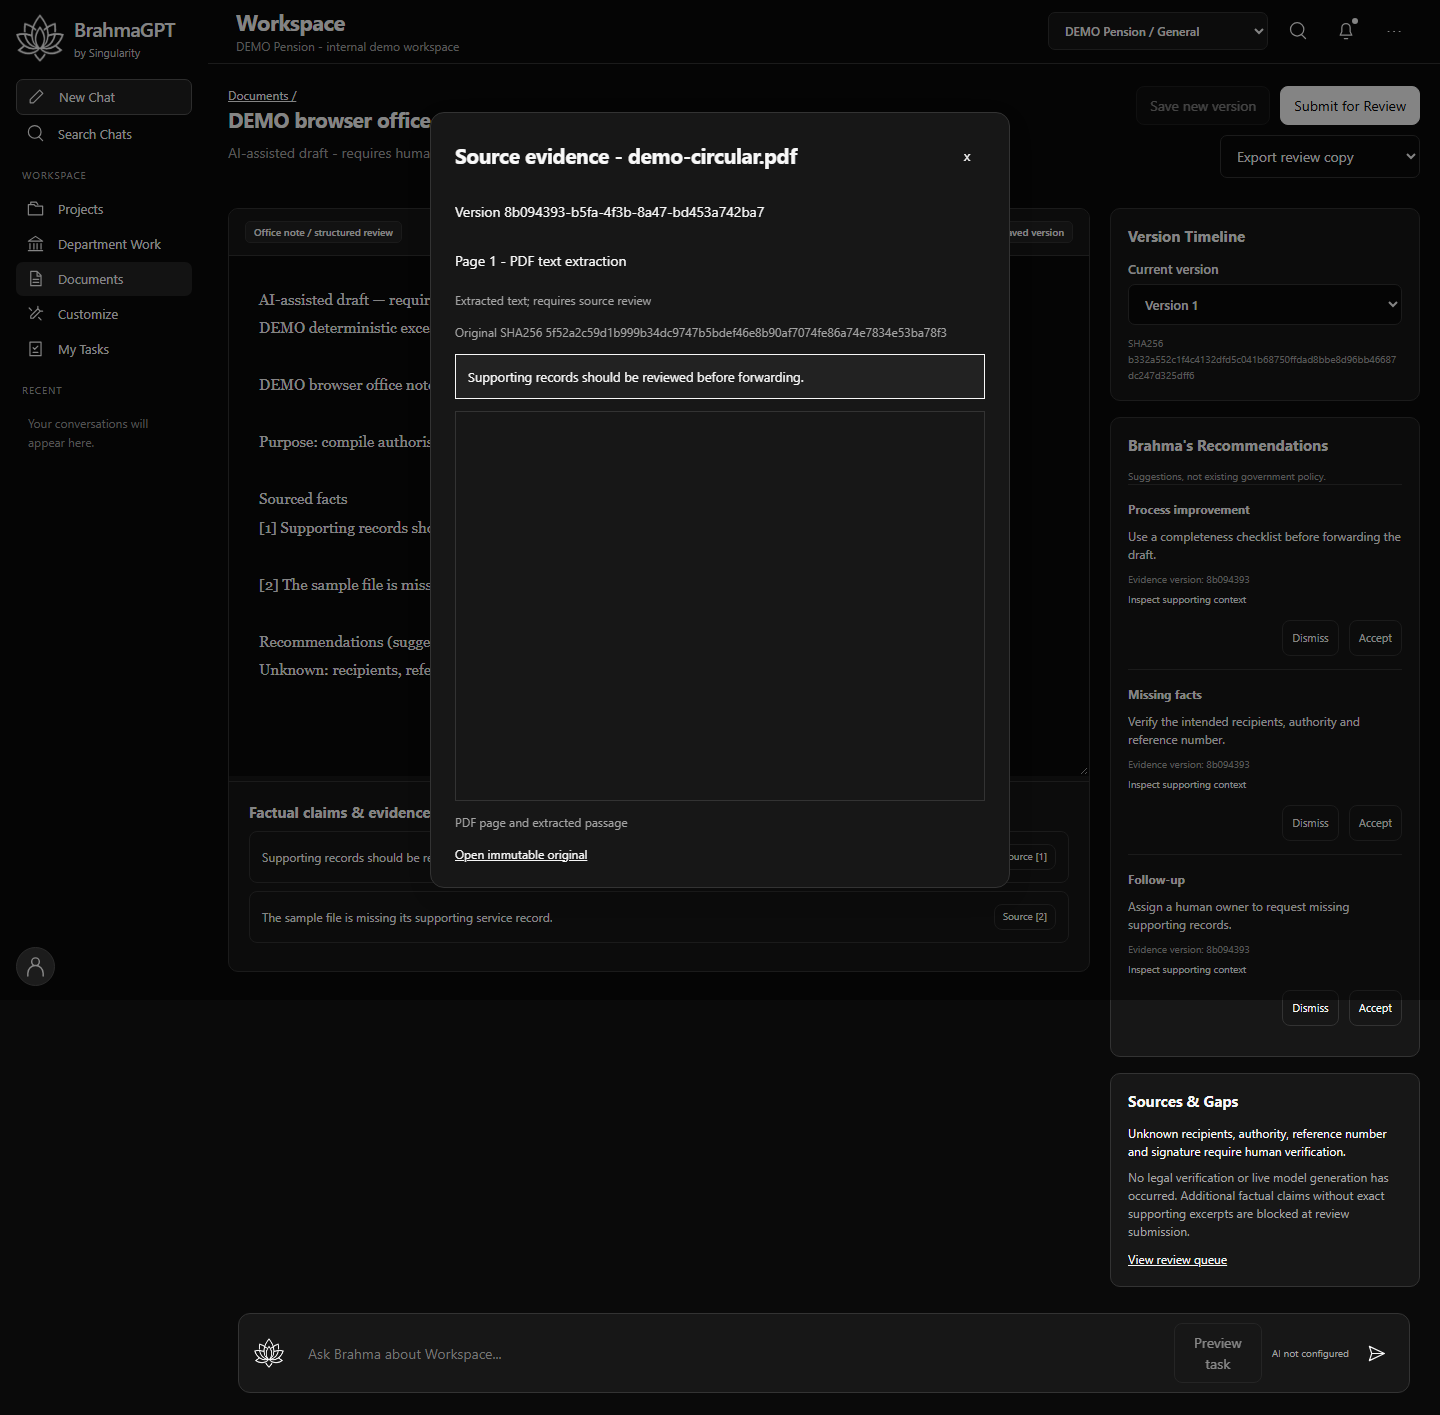 BrahmaGPT
by Singularity
New Chat
Search Chats
WORKSPACE
Projects
Department Work
Documents
Customize
My Tasks
RECENT
Your conversations will
appear here.
Workspace
DEMO Pension - internal demo workspace
DEMO Pension / General
Documents /
DEMO browser office
AI-assisted draft - requires huma
Save new version
Submit for Review
Export review copy
Office note / structured review
ved version
AI-assisted draft — requir
DEMO deterministic exce
DEMO browser office not
Purpose: compile authoris
Sourced facts
[1] Supporting records sho
[2] The sample file is miss
Recommendations (sugge
Unknown: recipients, refe
Factual claims & evidence
Supporting records should be re
ource [1]
The sample file is missing its supporting service record.
Source [2]
Source evidence - demo-circular.pdf
x
Version 8b094393-b5fa-4f3b-8a47-bd453a742ba7
Page 1 - PDF text extraction
Extracted text; requires source review
Original SHA256 5f52a2c59d1b999b34dc9747b5bdef46e8b90af7074fe86a74e7834e53ba78f3
Supporting records should be reviewed before forwarding.
PDF page and extracted passage
Open immutable original
Version Timeline
Current version
Version 1
SHA256
b332a552c1f4c4132dfd5c041b68750ffdad8bbe8d96bb46687
dc247d325dff6
Brahma's Recommendations
Suggestions, not existing government policy.
Process improvement
Use a completeness checklist before forwarding the
draft.
Evidence version: 8b094393
Inspect supporting context
Dismiss
Accept
Missing facts
Verify the intended recipients, authority and
reference number.
Evidence version: 8b094393
Inspect supporting context
Dismiss
Accept
Follow-up
Assign a human owner to request missing
supporting records.
Evidence version: 8b094393
Inspect supporting context
Dismiss
Accept
Sources & Gaps
Unknown recipients, authority, reference number
and signature require human verification.
No legal verification or live model generation has
occurred. Additional factual claims without exact
supporting excerpts are blocked at review
submission.
View review queue
Ask Brahma about Workspace...
Preview
task
AI not configured